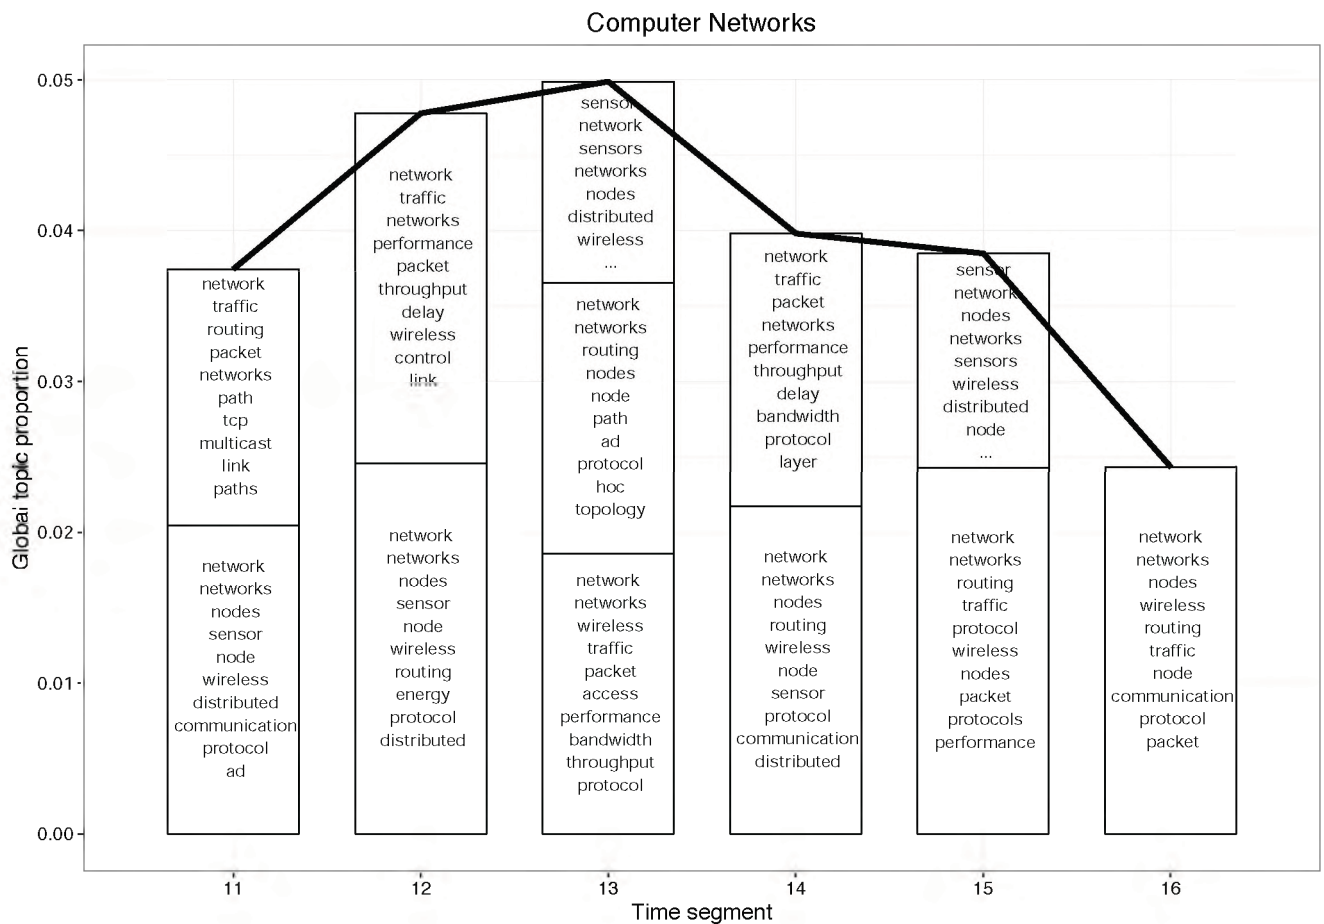 Computer Networks
Global topic proportion
0.05
0.04
0.03
0.02
0.01
0.00
network
traffic
routing
packet
networks
path
tcp
multicast
link
paths
network
networks
nodes
sensor
node
wireless
distributed
communication
protocol
ad
network
traffic
networks
performance
packet
throughput
delay
wireless
control
link
network
networks
nodes
sensor
node
wireless
routing
energy
protocol
distributed
sensor
network
sensors
networks
nodes
distributed
wireless
...
network
networks
routing
nodes
node
path
ad
protocol
hoc
topology
network
networks
wireless
traffic
packet
access
performance
bandwidth
throughput
protocol
network
traffic
packet
networks
performance
throughput
delay
bandwidth
protocol
layer
network
networks
nodes
routing
wireless
node
sensor
protocol
communication
distributed
sensor
network
nodes
networks
sensors
wireless
distributed
node
...
network
networks
routing
traffic
protocol
wireless
nodes
packet
protocols
performance
network
networks
nodes
wireless
routing
traffic
node
communication
protocol
packet
11 12 13 14 15 16
Time segment